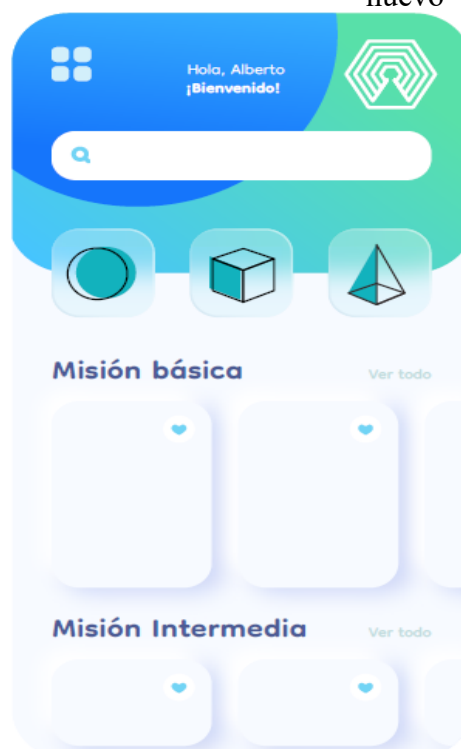 nuevo
Hola, Alberto
¡Bienvenido!
Misión básica
Ver todo
Misión Intermedia
Ver todo